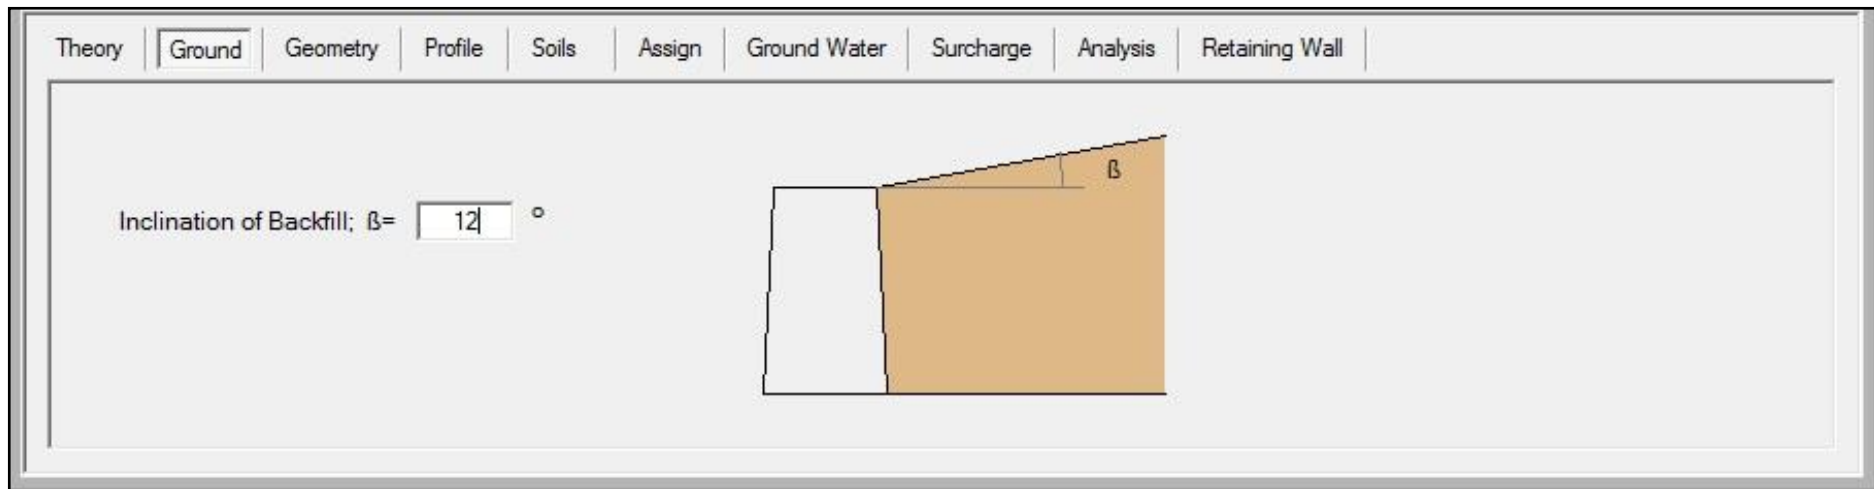 Theory Ground Geometry Profile Soils Assign Ground Water Surcharge Analysis Retaining Wall
ß
Inclination of Backfill; ß= 12 °